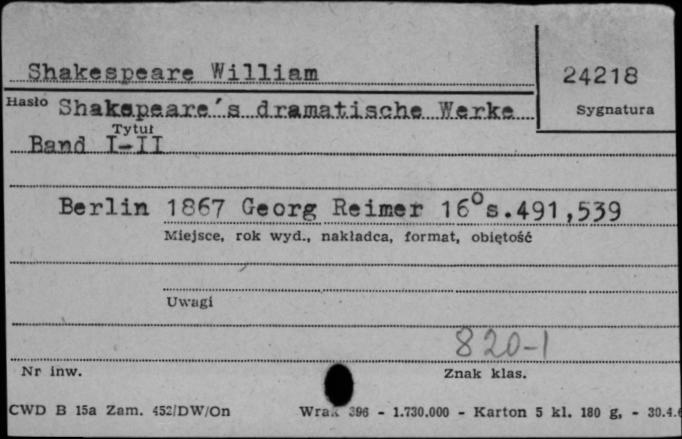 Shakespeare William
24218
Hasło Shakspeare's dramatische Werke
Sygnatura
Tytuł
Band I-II
Berlin 1867 Georg Reimer 16° s.491,539
Miejsce, rok wyd., nakładca, format, objętość
Uwagi
820-1
Nr inw.
Znak klas.
CWD B 15a Zam. 452/DW/On
396 - 1.730.000 - Karton 5 kl. 180 g, - 30.4.